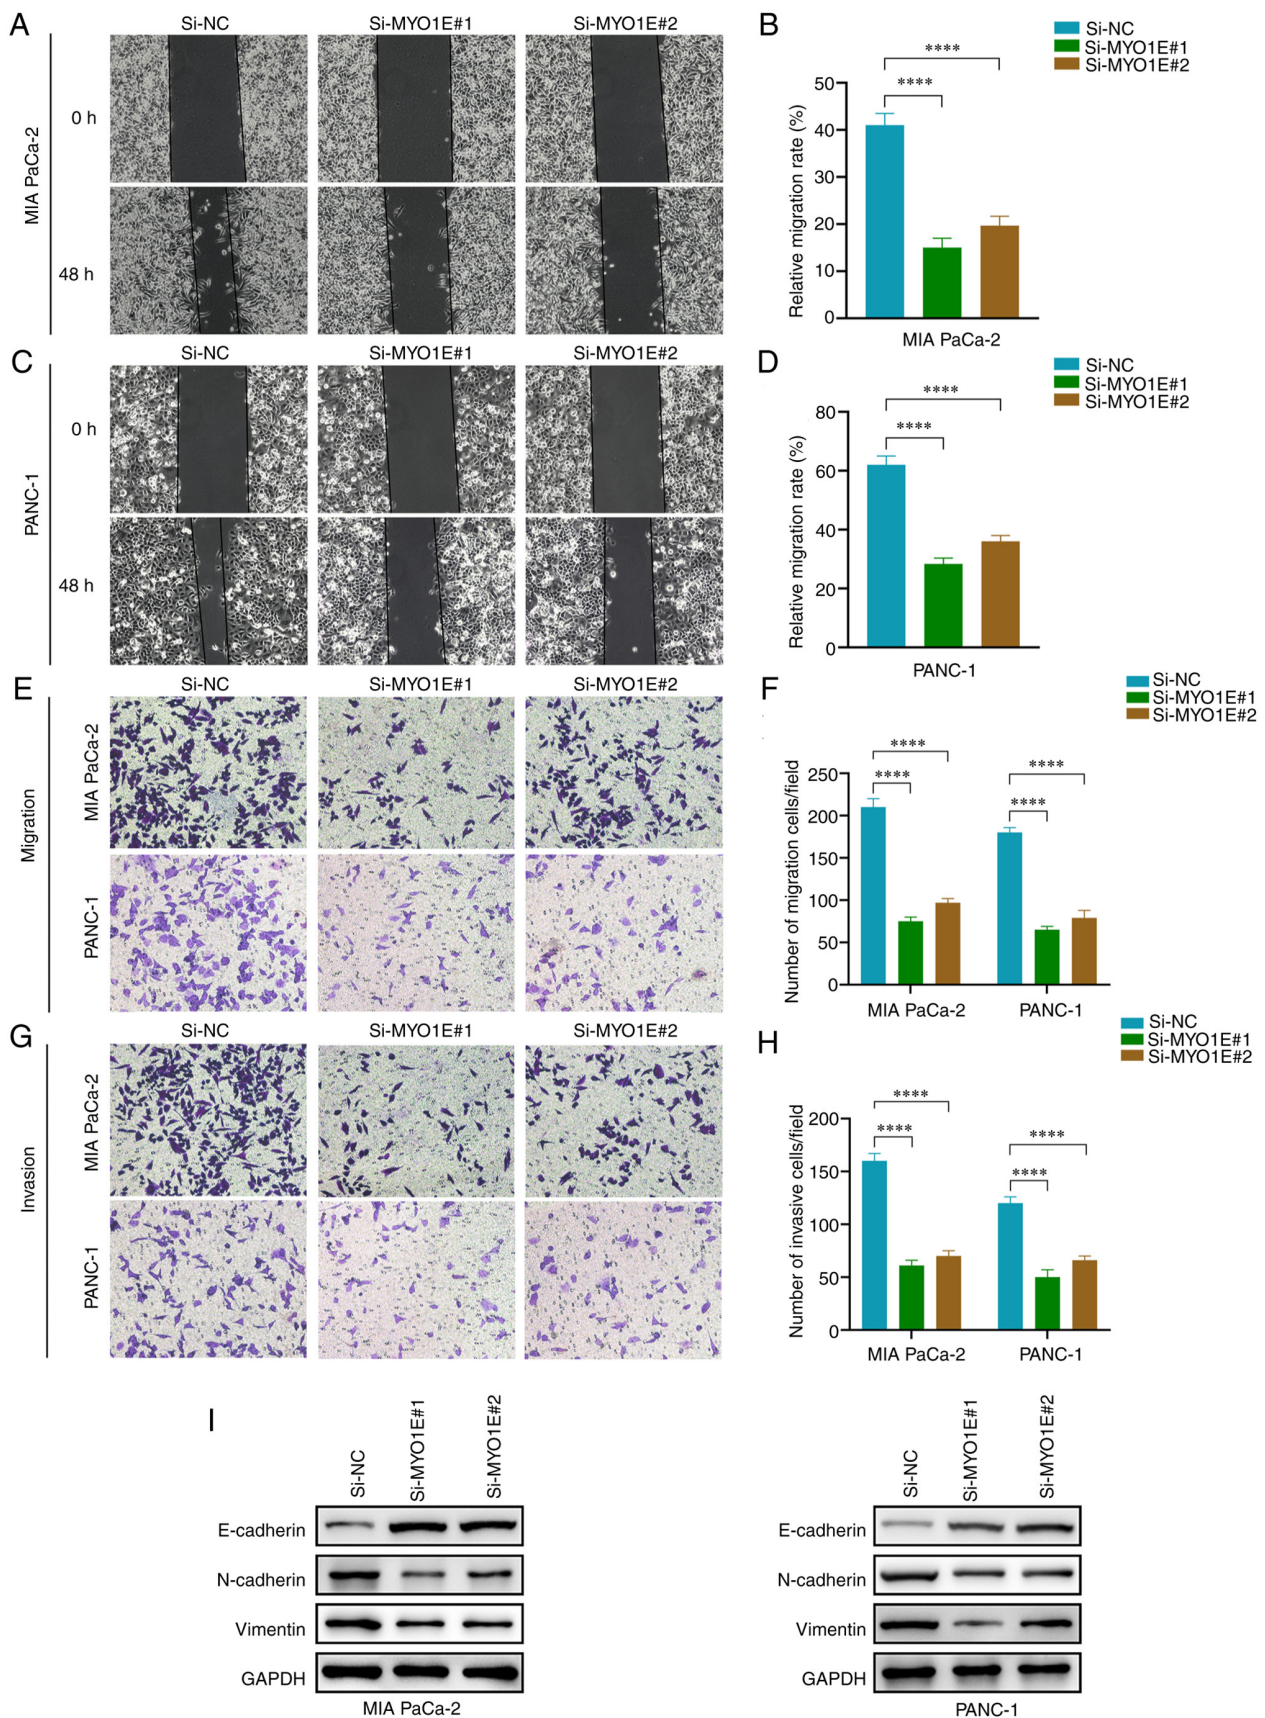 A
Si-NC
Si-MYO1E#1
Si-MYO1E#2
MIA PaCa-2
0 h
48 h
B
Si-NC
Si-MYO1E#1
Si-MYO1E#2
****
****
Relative migration rate (%)
50
40
30
20
10
0
MIA PaCa-2
C
Si-NC
Si-MYO1E#1
Si-MYO1E#2
PANC-1
0 h
48 h
D
Si-NC
Si-MYO1E#1
Si-MYO1E#2
****
****
Relative migration rate (%)
80
60
40
20
0
PANC-1
E
Si-NC
Si-MYO1E#1
Si-MYO1E#2
Migration
MIA PaCa-2
PANC-1
F
Si-NC
Si-MYO1E#1
Si-MYO1E#2
****
****
****
****
Number of migration cells/field
250
200
150
100
50
0
MIA PaCa-2
PANC-1
G
Si-NC
Si-MYO1E#1
Si-MYO1E#2
Invasion
MIA PaCa-2
PANC-1
H
Si-NC
Si-MYO1E#1
Si-MYO1E#2
****
****
****
****
Number of invasive cells/field
200
150
100
50
0
MIA PaCa-2
PANC-1
I
Si-NC
Si-MYO1E#1
Si-MYO1E#2
E-cadherin
N-cadherin
Vimentin
GAPDH
MIA PaCa-2
Si-NC
Si-MYO1E#1
Si-MYO1E#2
E-cadherin
N-cadherin
Vimentin
GAPDH
PANC-1